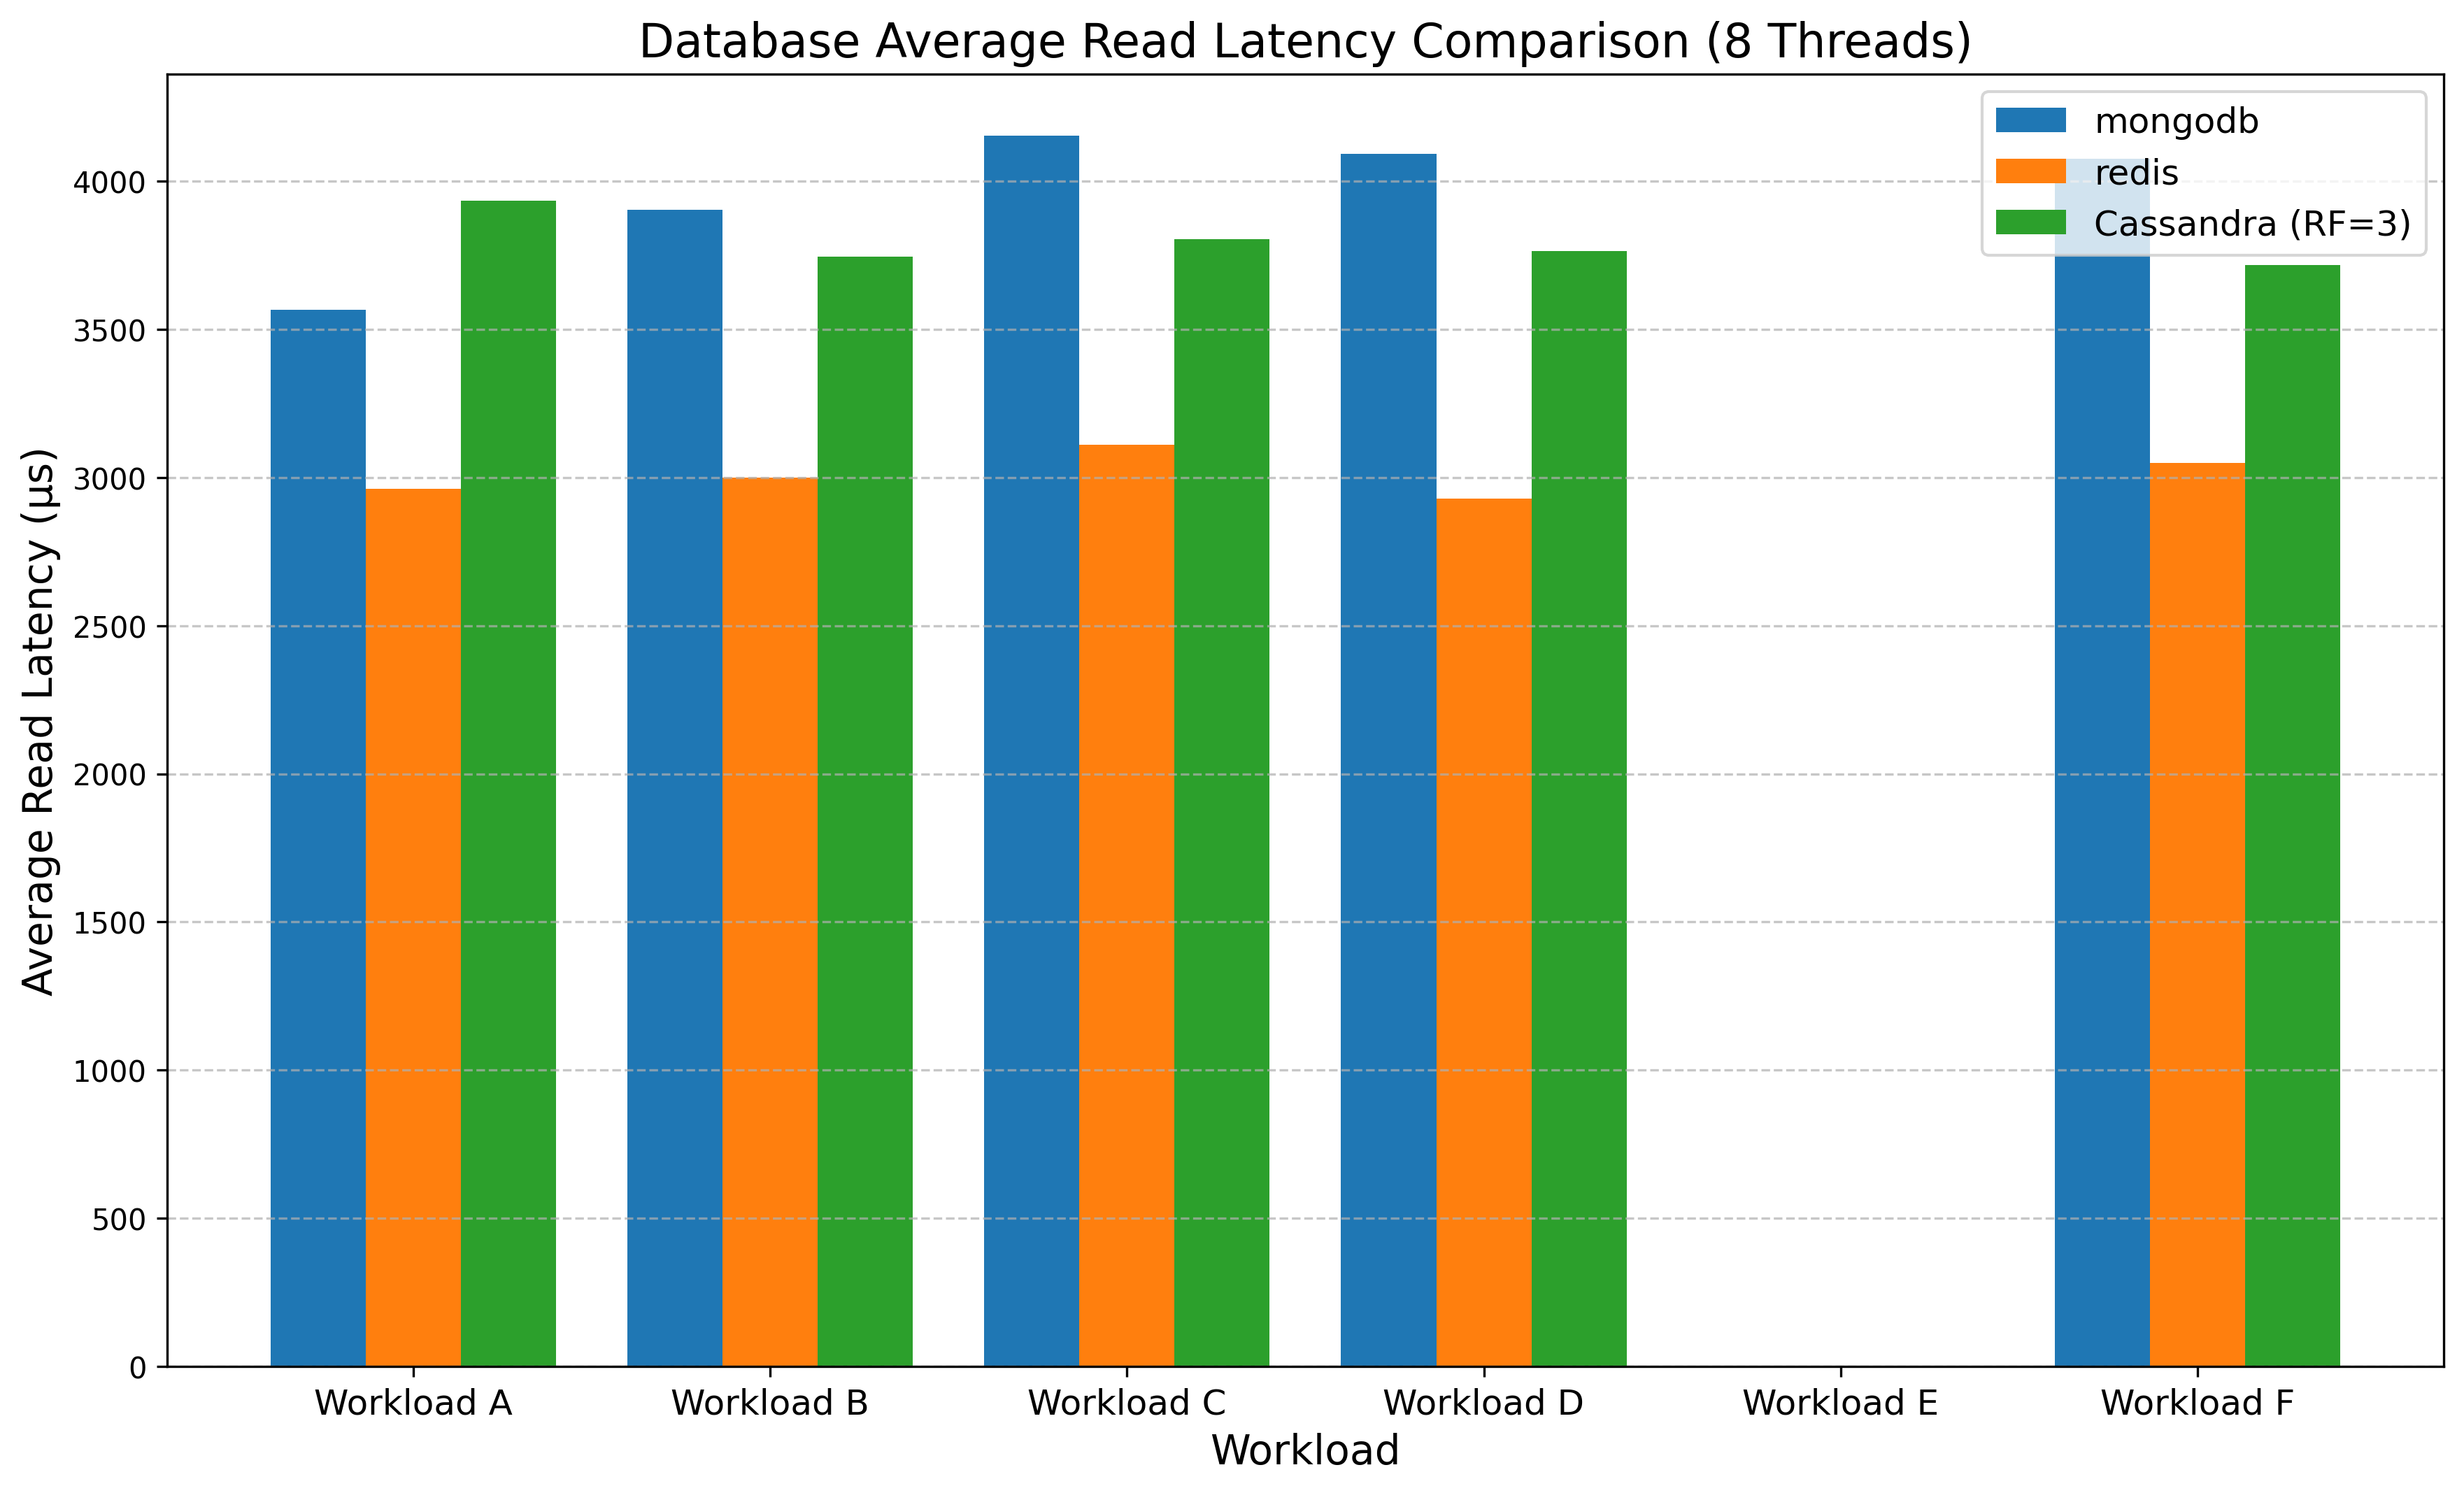 Database Average Read Latency Comparison (8 Threads)
mongodb
redis
Cassandra (RF=3)
Average Read Latency (µs)
4000
3500
3000
2500
2000
1500
1000
500
0
Workload A
Workload B
Workload C
Workload D
Workload E
Workload F
Workload